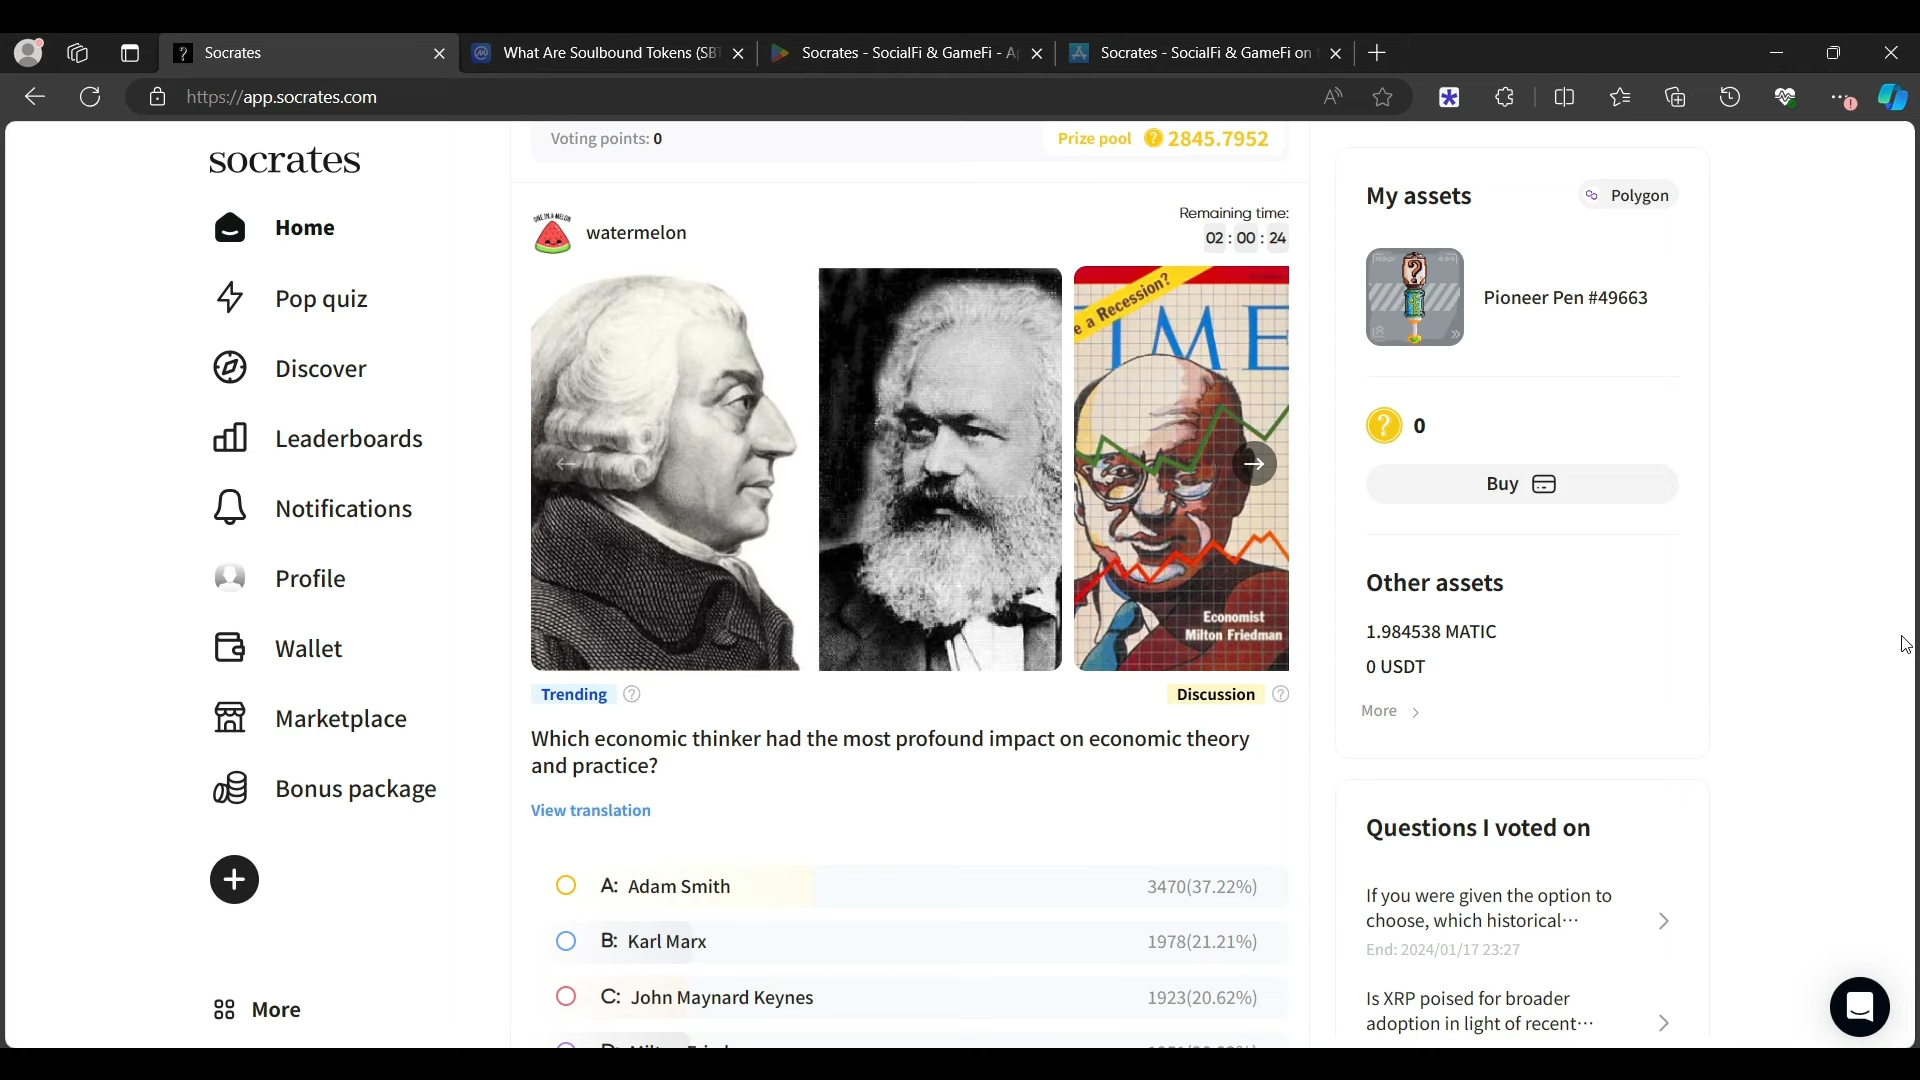 Socrates
What Are Soulbound Tokens (SBT
Socrates - SocialFi & GameFi - A
Socrates - SocialFi & GameFi on
https://app.socrates.com
socrates
Home
Pop quiz
Discover
Leaderboards
Notifications
Profile
Wallet
Marketplace
Bonus package
More
Voting points: 0
Prize pool 2845.7952
watermelon
Remaining time:
02 : 00 : 24
ONE IN A MELON
e a Recession?
TIME
Economist
Milton Friedman
Trending
Discussion
Which economic thinker had the most profound impact on economic theory
and practice?
View translation
A: Adam Smith 3470(37.22%)
B: Karl Marx 1978(21.21%)
C: John Maynard Keynes 1923(20.62%)
My assets
Polygon
Pioneer Pen #49663
0
Buy
Other assets
1.984538 MATIC
0 USDT
More
Questions I voted on
If you were given the option to
choose, which historical···
End: 2024/01/17 23:27
Is XRP poised for broader
adoption in light of recent···